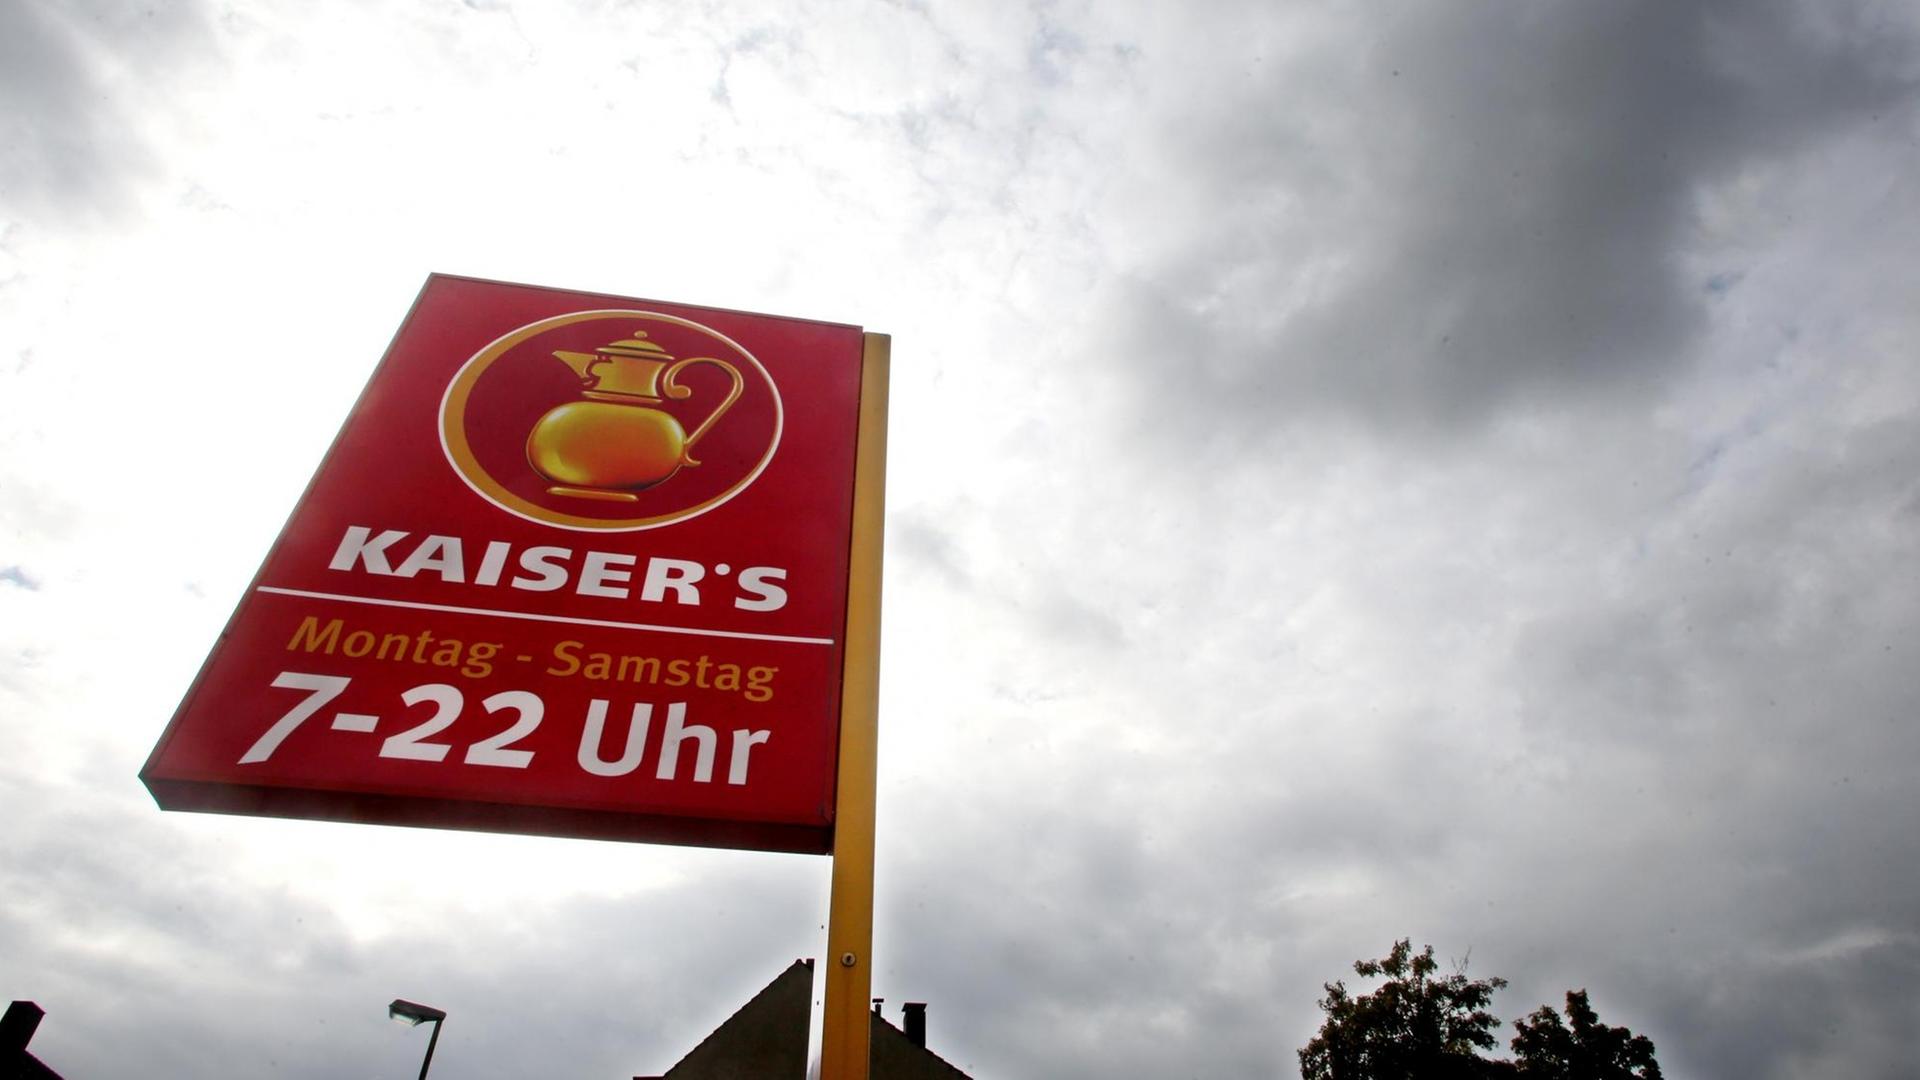 KAISER'S
Montag - Samstag
7-22 Uhr